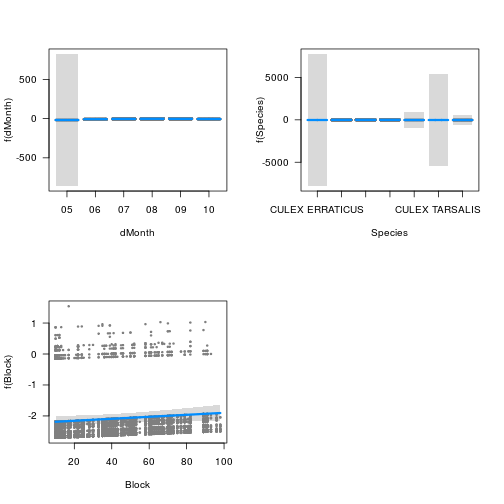 500
0
-500
f(dMonth)
05 06 07 08 09 10
dMonth
5000
0
-5000
f(Species)
CULEX ERRATICUS CULEX TARSALIS
Species
1
0
-1
-2
f(Block)
20 40 60 80 100
Block